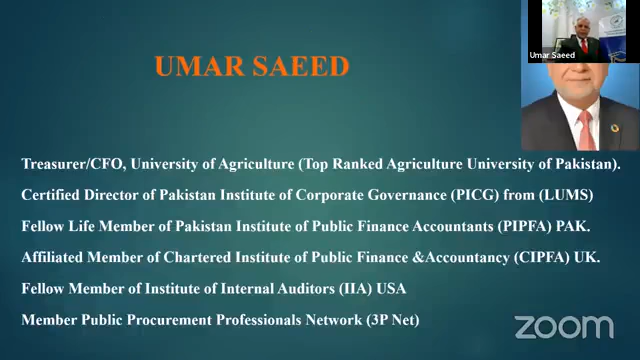 UMAR SAEED
Umar Saeed
Treasurer/CFO, University of Agriculture (Top Ranked Agriculture University of Pakistan).
Certified Director of Pakistan Institute of Corporate Governance (PICG) from (LUMS)
Fellow Life Member of Pakistan Institute of Public Finance Accountants (PIPFA) PAK.
Affiliated Member of Chartered Institute of Public Finance &Accountancy (CIPFA) UK.
Fellow Member of Institute of Internal Auditors (IIA) USA
Member Public Procurement Professionals Network (3P Net)
zoom